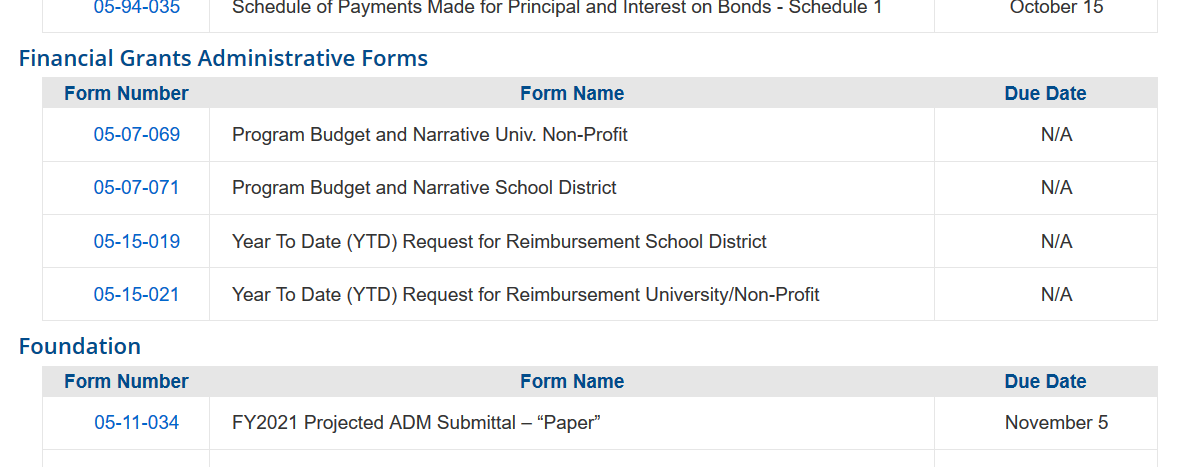 05-94-035 Schedule of Payments Made for Principal and Interest on Bonds - Schedule 1 October 15
Financial Grants Administrative Forms
Form Number Form Name Due Date
05-07-069 Program Budget and Narrative Univ. Non-Profit N/A
05-07-071 Program Budget and Narrative School District N/A
05-15-019 Year To Date (YTD) Request for Reimbursement School District N/A
05-15-021 Year To Date (YTD) Request for Reimbursement University/Non-Profit N/A
Foundation
Form Number Form Name Due Date
05-11-034 FY2021 Projected ADM Submittal – “Paper” November 5